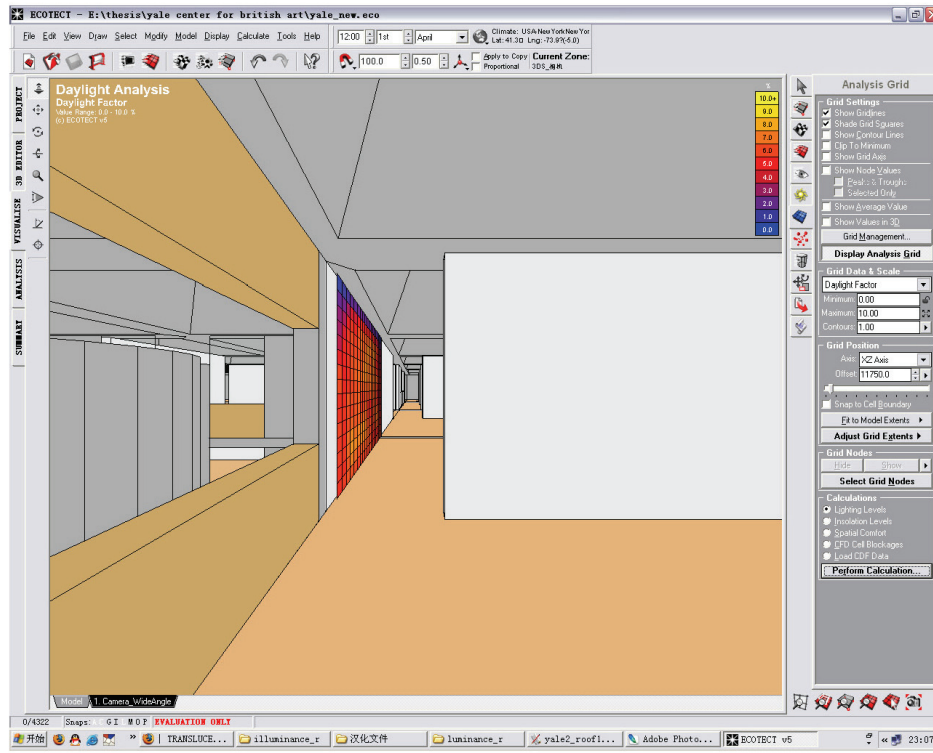 ECOTECT - E:\thesis\yale center for british art\yale_new.eco
File Edit View Draw Select Modify Model Display Calculate Tools Help
12:00 1st April
Climate: USA-NewYorkNew Yor
Lat: 41.3° Lng: -73.9°(-5.0)
100.0 0.50
Apply to Copy
Proportional
Current Zone:
3DS_相机
PROJECT
3D EDITOR
VISUALISE
ANALYSIS
SUMMARY
Daylight Analysis
Daylight Factor
Value Range: 0.0 - 10.0 %
(c) ECOTECT v5
%
10.0+
9.0
8.0
7.0
6.0
5.0
4.0
3.0
2.0
1.0
0.0
Analysis Grid
Grid Settings
Show Gridlines
Shade Grid Squares
Show Contour Lines
Clip To Minimum
Show Grid Axis
Show Node Values
Peaks & Troughs
Selected Only
Show Average Value
Show Values in 3D
Grid Management...
Display Analysis Grid
Grid Data & Scale
Daylight Factor
Minimum: 0.00
Maximum: 10.00
Contours: 1.00
Grid Position
Axis: XZ Axis
Offset: 11750.0
Snap to Cell Boundary
Fit to Model Extents
Adjust Grid Extents
Grid Nodes
Hide Show
Select Grid Nodes
Calculations
Lighting Levels
Insolation Levels
Spatial Comfort
CFD Cell Blockages
Load CDF Data
Perform Calculation...
Model 1. Camera_WideAngle
0/4322 Snaps: G I M O P EVALUATION ONLY
开始 » TRANSLUCE... illuminance_r 汉化文件 luminance_r yale2_roof1... Adobe Photo... ECOTECT v5 « 23:07